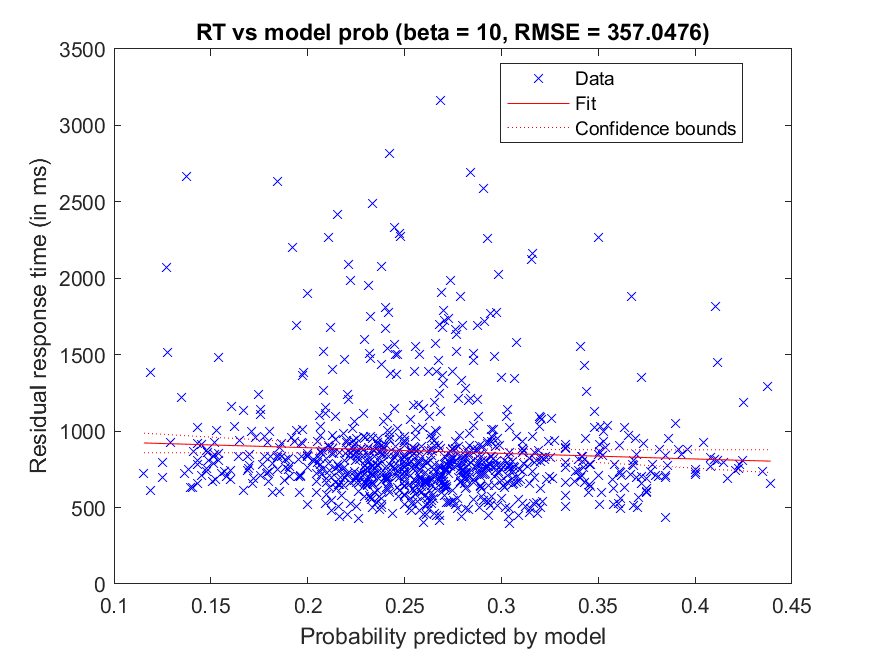 RT vs model prob (beta = 10, RMSE = 357.0476)
3500
3000
2500
2000
1500
1000
500
0
Residual response time (in ms)
Data
Fit
Confidence bounds
0.1 0.15 0.2 0.25 0.3 0.35 0.4 0.45
Probability predicted by model